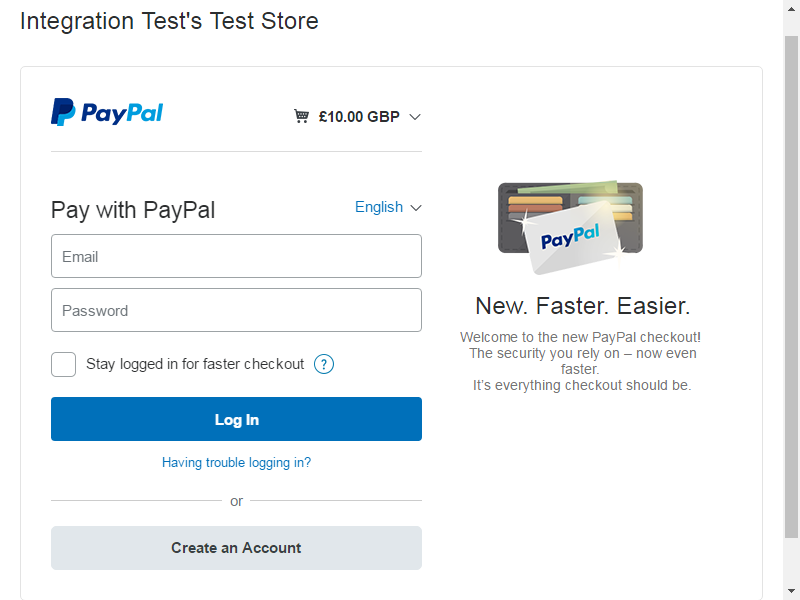 Integration Test's Test Store
PayPal
£10.00 GBP
Pay with PayPal
English
Email
Password
Stay logged in for faster checkout ?
Log In
Having trouble logging in?
or
Create an Account
PayPal
New. Faster. Easier.
Welcome to the new PayPal checkout!
The security you rely on – now even
faster.
It's everything checkout should be.